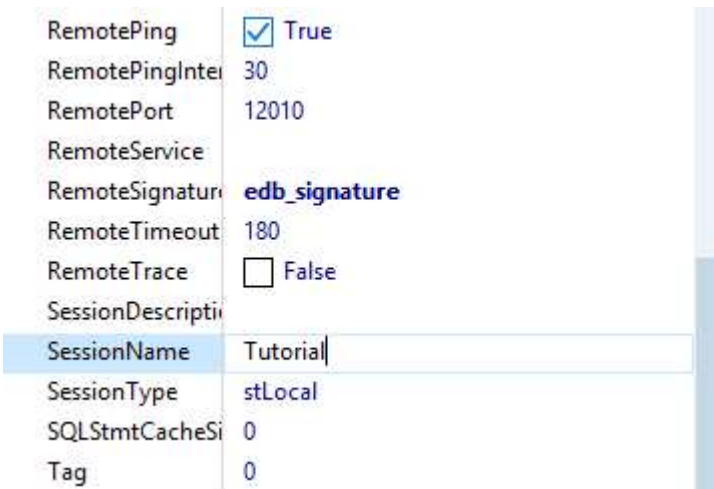 RemotePing True
RemotePingInter 30
RemotePort 12010
RemoteService
RemoteSignatur edb_signature
RemoteTimeout 180
RemoteTrace False
SessionDescripti
SessionName Tutorial
SessionType stLocal
SQLStmtCacheSi 0
Tag 0